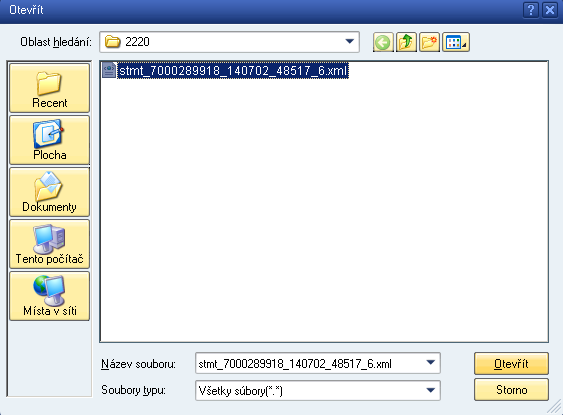 Otevřít
Oblast hledání:
2220
stmt_7000289918_140702_48517_6.xml
Recent
Plocha
Dokumenty
Tento počítač
Místa v síti
Název souboru:
stmt_7000289918_140702_48517_6.xml
Otevřít
Soubory typu:
Všetky súbory(*.*)
Storno